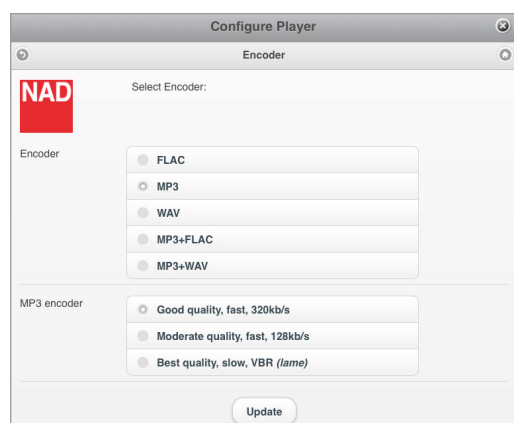 Configure Player
Encoder
NAD
Select Encoder:
Encoder
FLAC
MP3
WAV
MP3+FLAC
MP3+WAV
MP3 encoder
Good quality, fast, 320kb/s
Moderate quality, fast, 128kb/s
Best quality, slow, VBR (lame)
Update